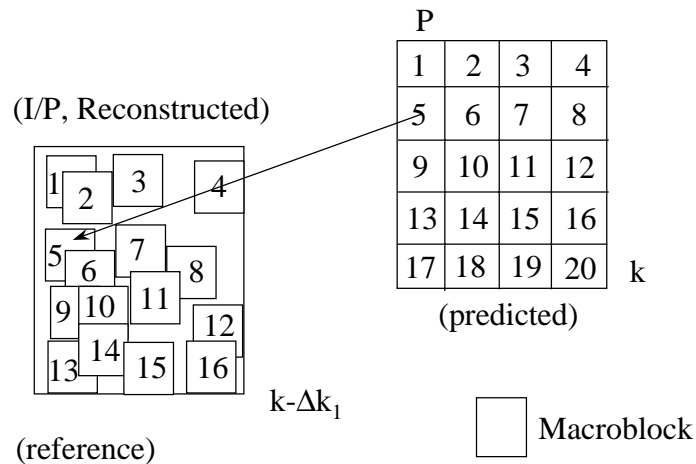 P
1 2 3 4
5 6 7 8
9 10 11 12
13 14 15 16
17 18 19 20
k
(predicted)
(I/P, Reconstructed)
1 2 3 4
5 6 7 8
9 10 11 12
13 14 15 16
k-Δk₁
(reference)
Macroblock